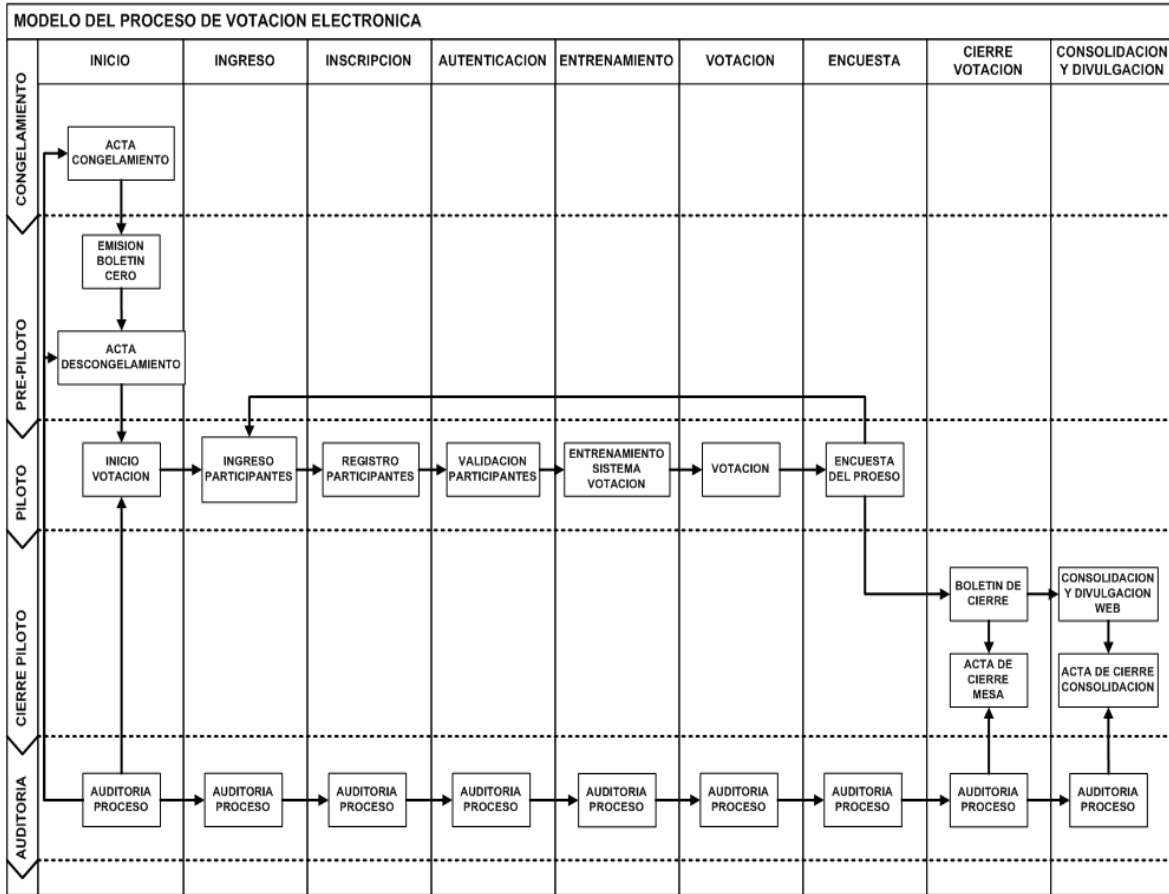 MODELO DEL PROCESO DE VOTACION ELECTRONICA
INICIO
INGRESO
INSCRIPCION
AUTENTICACION
ENTRENAMIENTO
VOTACION
ENCUESTA
CIERRE
VOTACION
CONSOLIDACION
Y DIVULGACION
CONGELAMIENTO
ACTA
CONGELAMIENTO
PRE-PILOTO
EMISION
BOLETIN
CERO
ACTA
DESCONGELAMIENTO
PILOTO
INICIO
VOTACION
INGRESO
PARTICIPANTES
REGISTRO
PARTICIPANTES
VALIDACION
PARTICIPANTES
ENTRENAMIENTO
SISTEMA
VOTACION
VOTACION
ENCUESTA
DEL PROESO
CIERRE PILOTO
BOLETIN DE
CIERRE
CONSOLIDACION
Y DIVULGACION
WEB
ACTA DE
CIERRE
MESA
ACTA DE CIERRE
CONSOLIDACION
AUDITORIA
AUDITORIA
PROCESO
AUDITORIA
PROCESO
AUDITORIA
PROCESO
AUDITORIA
PROCESO
AUDITORIA
PROCESO
AUDITORIA
PROCESO
AUDITORIA
PROCESO
AUDITORIA
PROCESO
AUDITORIA
PROCESO